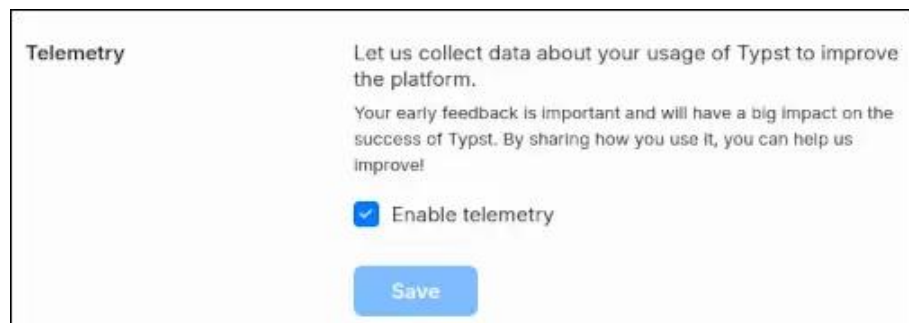 Telemetry
Let us collect data about your usage of Typst to improve
the platform.
Your early feedback is important and will have a big impact on the
success of Typst. By sharing how you use it, you can help us
improve!
Enable telemetry
Save